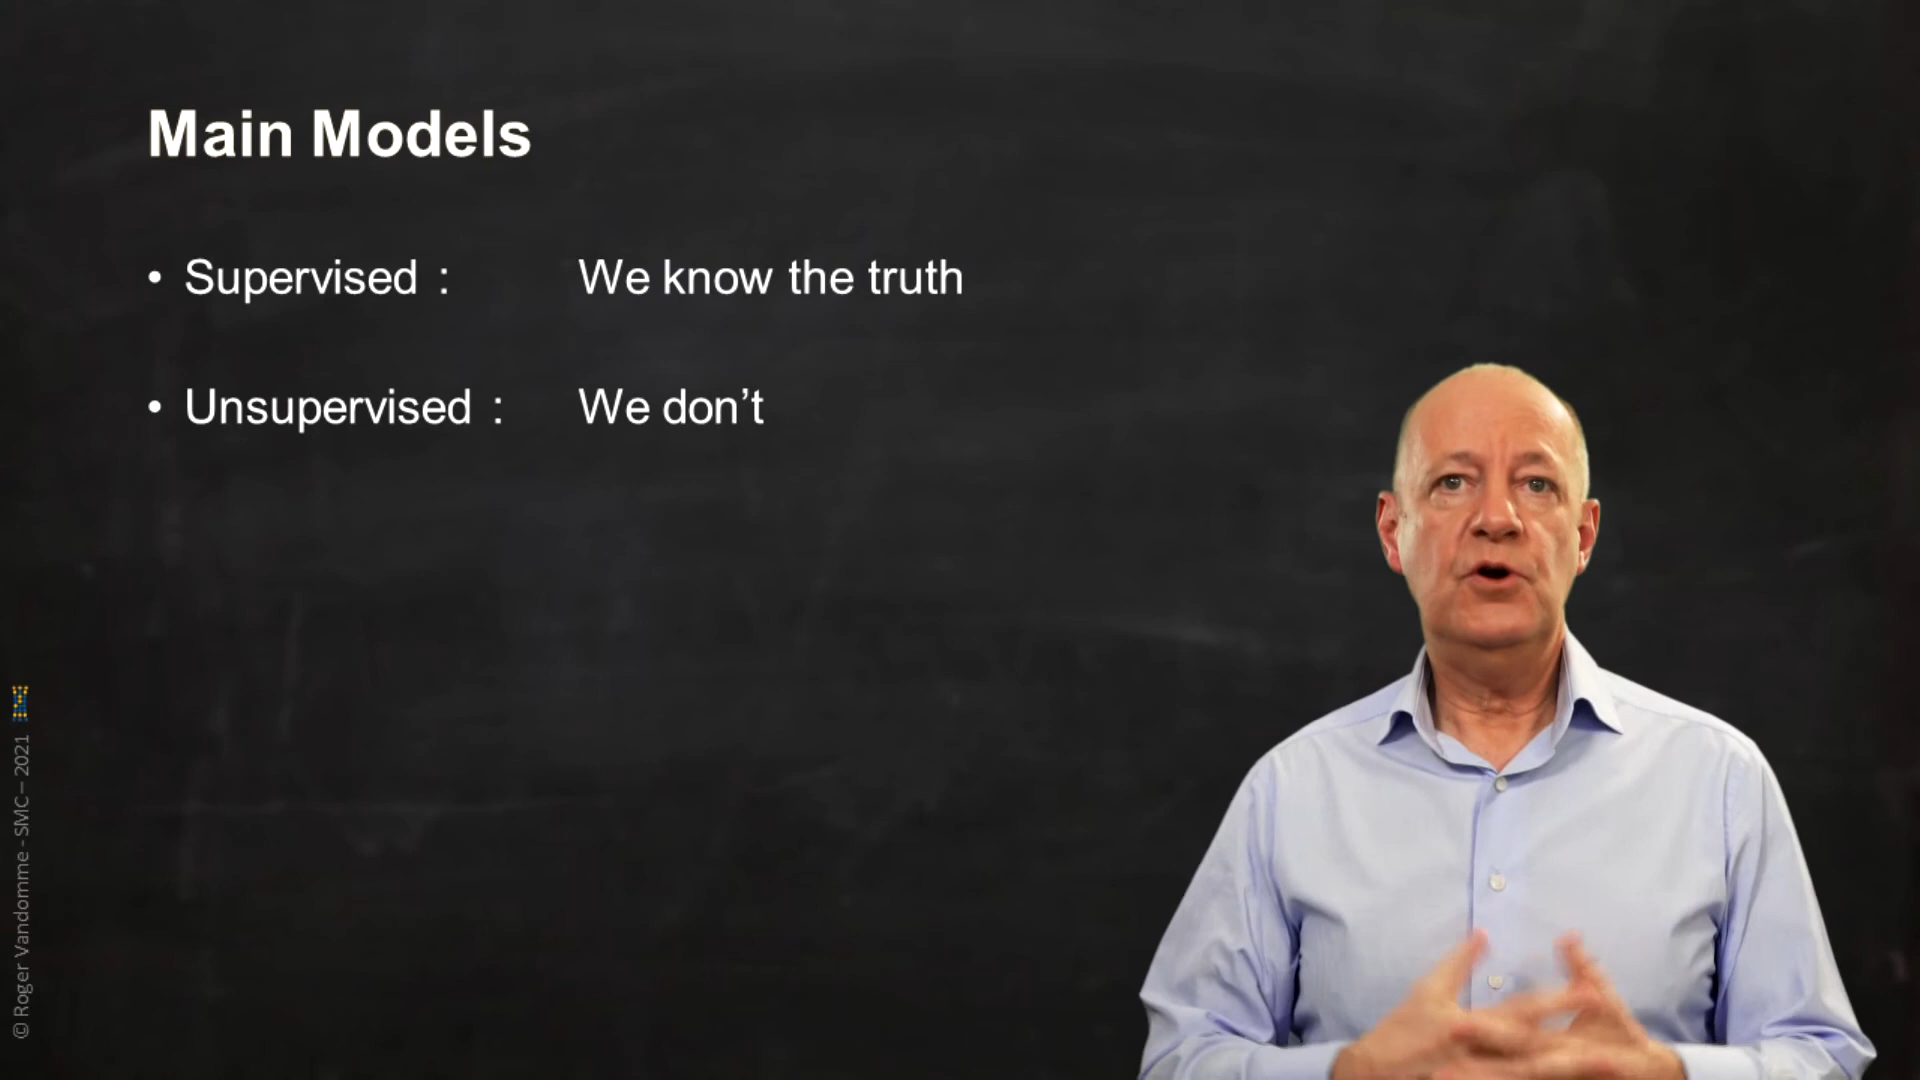 Main Models
• Supervised : We know the truth
• Unsupervised : We don’t
© Roger Vandomme - SMC– 2021